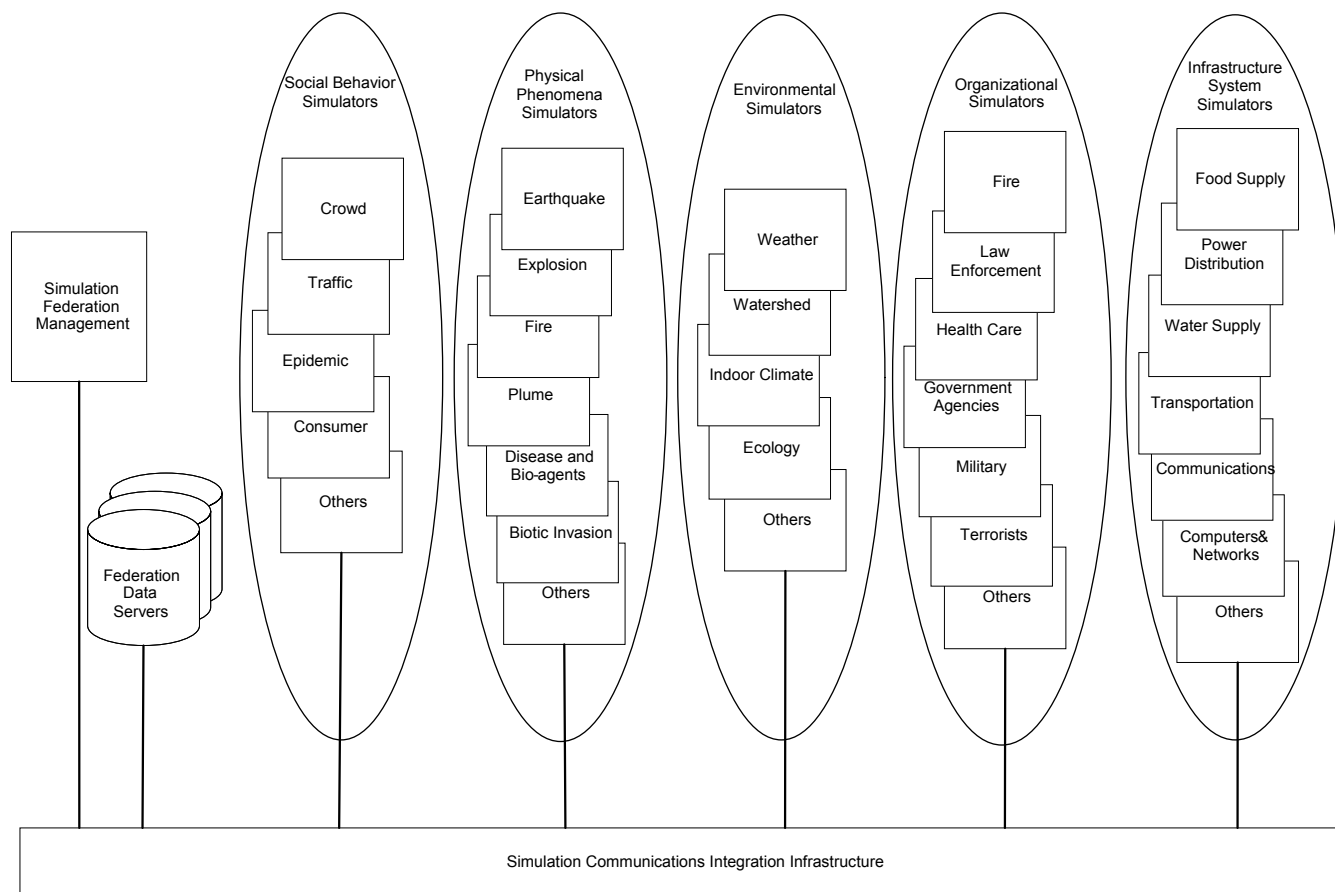 Social Behavior
Simulators
Crowd
Traffic
Epidemic
Consumer
Others
Physical
Phenomena
Simulators
Earthquake
Explosion
Fire
Plume
Disease and
Bio-agents
Biotic Invasion
Others
Environmental
Simulators
Weather
Watershed
Indoor Climate
Ecology
Others
Organizational
Simulators
Fire
Law
Enforcement
Health Care
Government
Agencies
Military
Terrorists
Others
Infrastructure
System
Simulators
Food Supply
Power
Distribution
Water Supply
Transportation
Communications
Computers&
Networks
Others
Simulation
Federation
Management
Federation
Data
Servers
Simulation Communications Integration Infrastructure